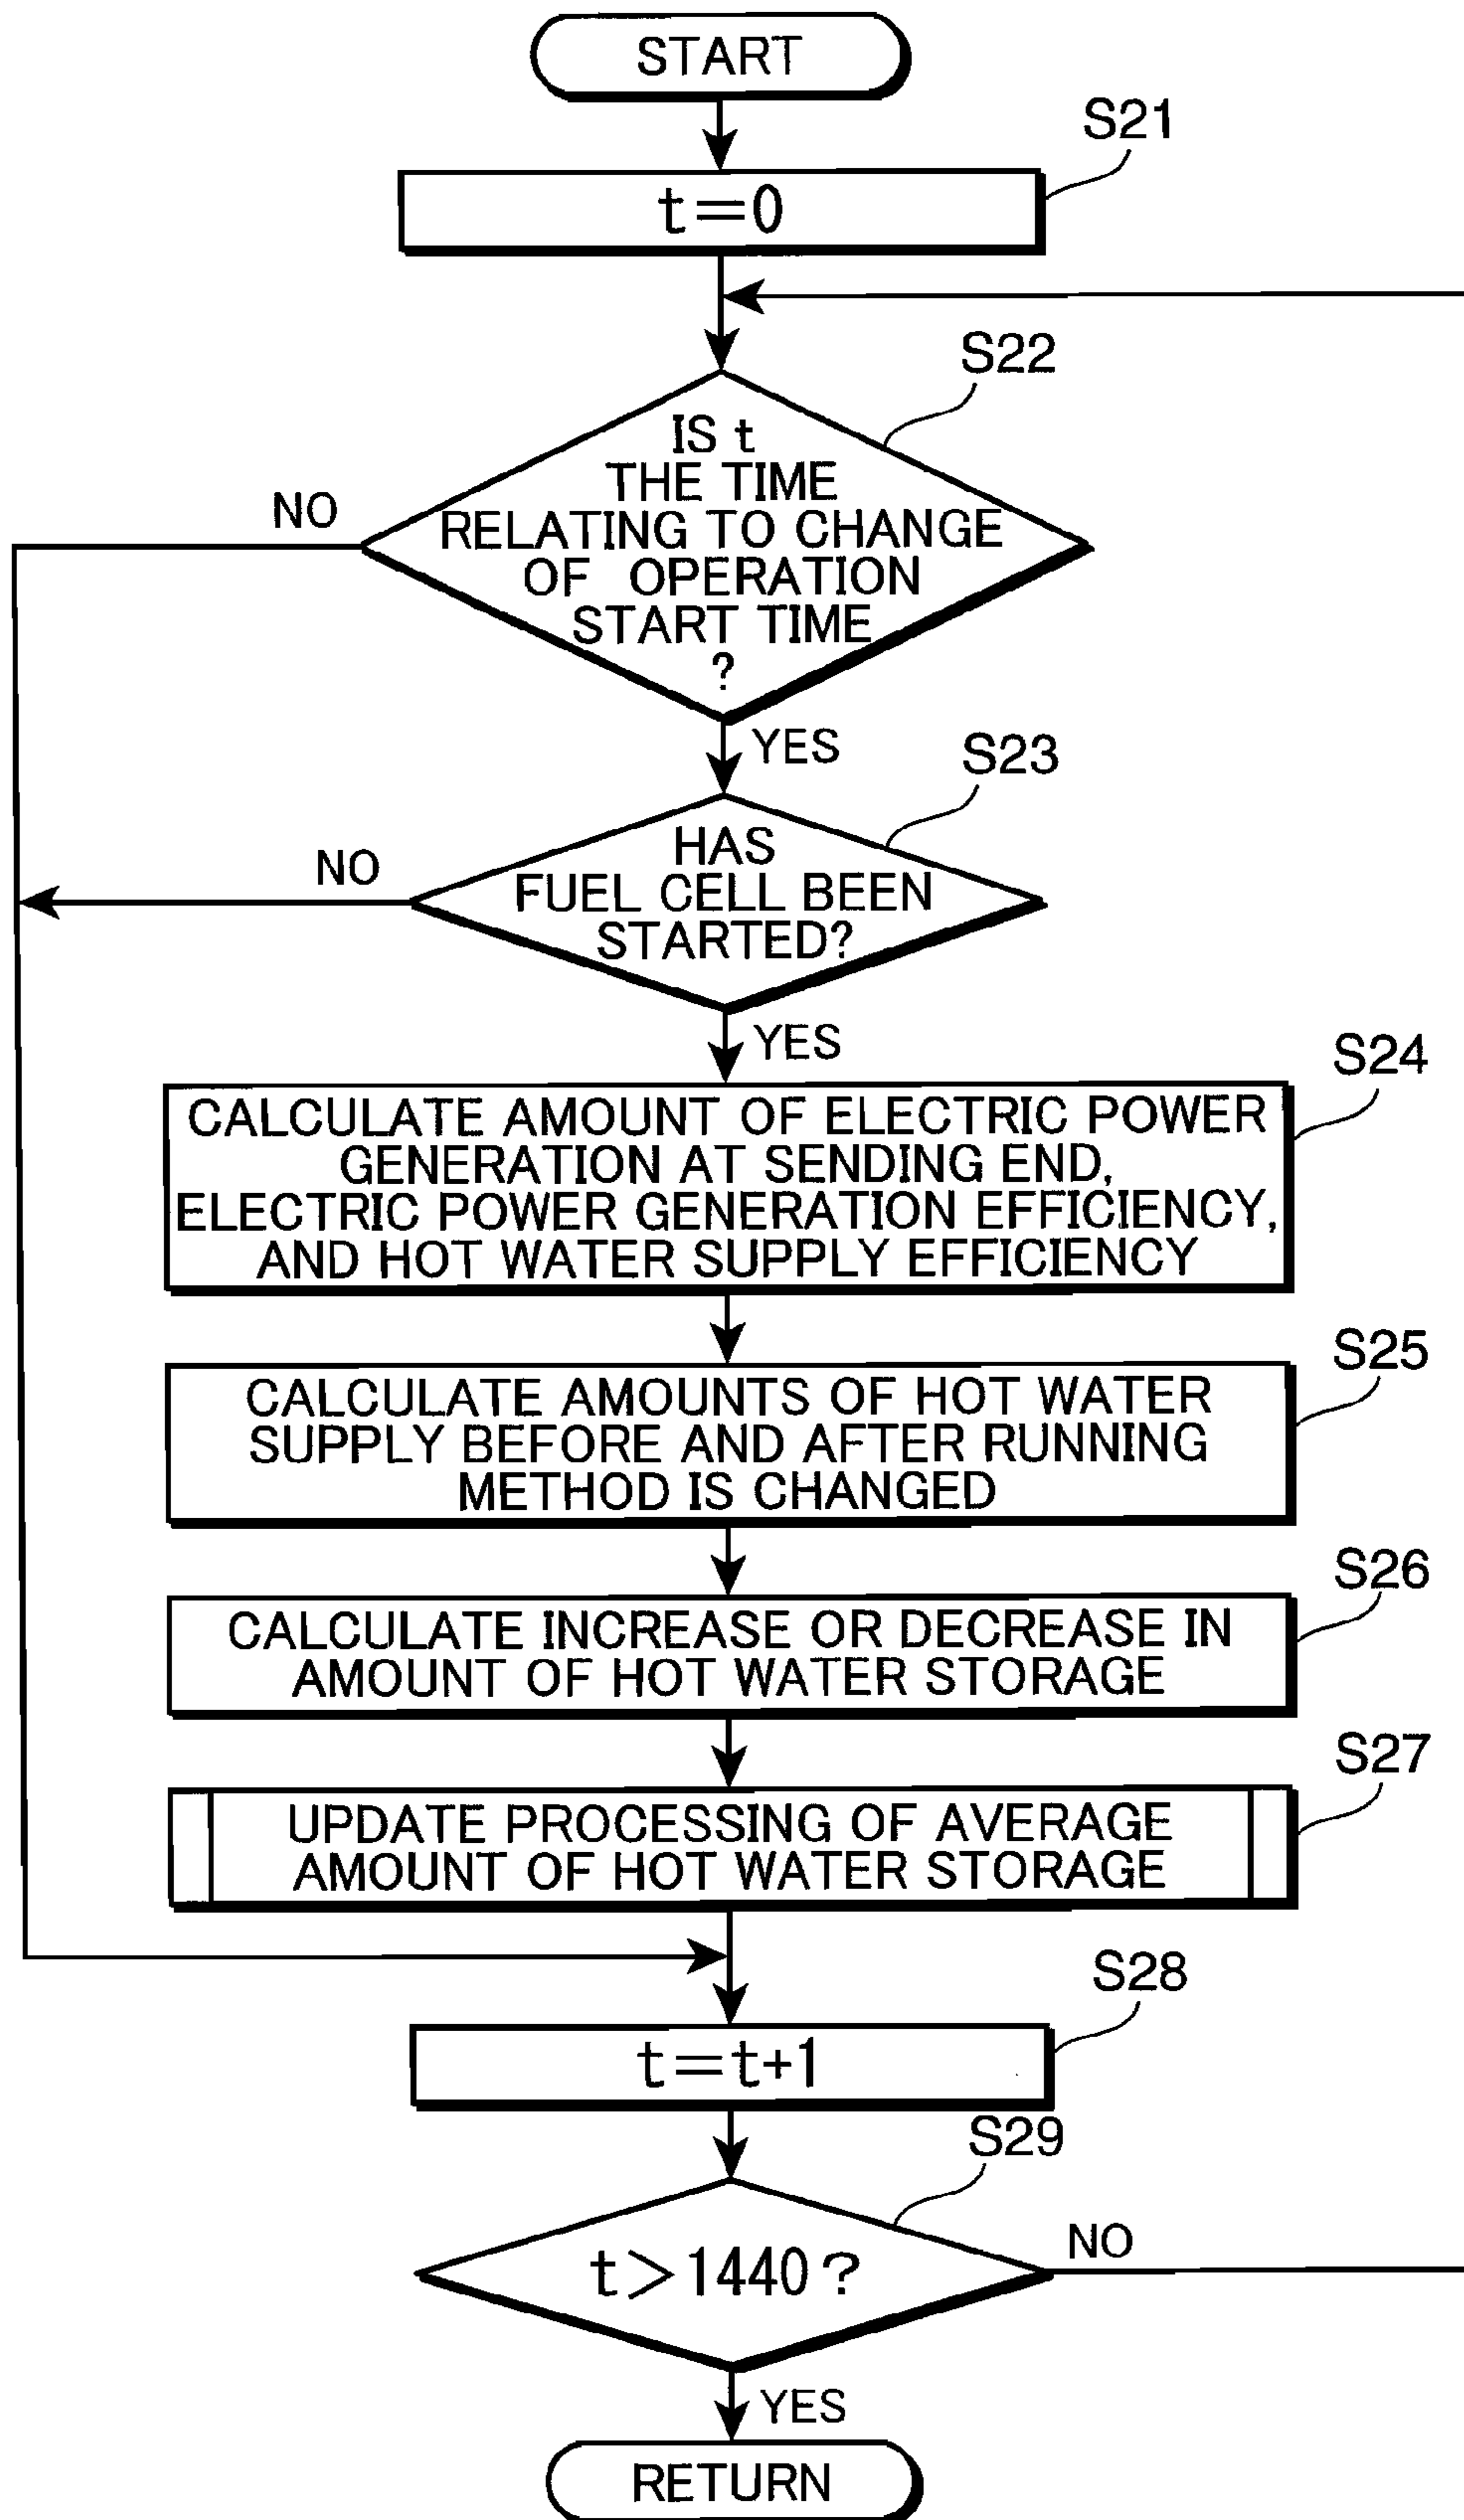 START
S21
t=0
S22
IS t
THE TIME
RELATING TO CHANGE
OF OPERATION
START TIME
?
NO
YES
S23
HAS
FUEL CELL BEEN
STARTED?
NO
YES
S24
CALCULATE AMOUNT OF ELECTRIC POWER
GENERATION AT SENDING END,
ELECTRIC POWER GENERATION EFFICIENCY,
AND HOT WATER SUPPLY EFFICIENCY
S25
CALCULATE AMOUNTS OF HOT WATER
SUPPLY BEFORE AND AFTER RUNNING
METHOD IS CHANGED
S26
CALCULATE INCREASE OR DECREASE IN
AMOUNT OF HOT WATER STORAGE
S27
UPDATE PROCESSING OF AVERAGE
AMOUNT OF HOT WATER STORAGE
S28
t=t+1
S29
t>1440?
NO
YES
RETURN